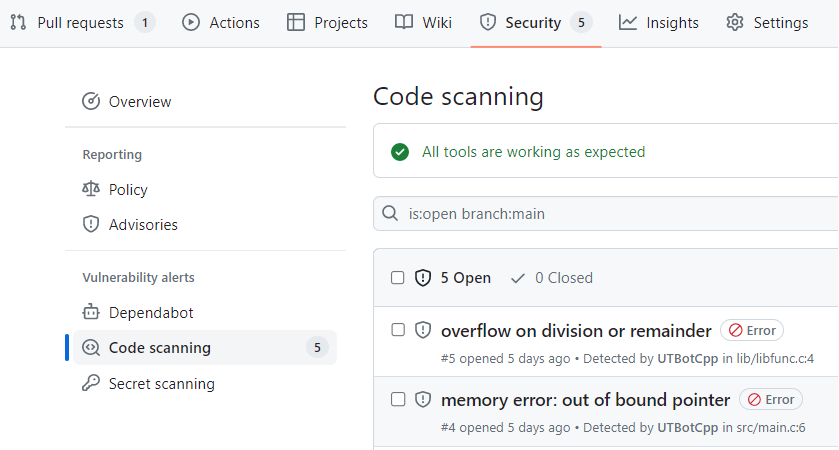 Pull requests 1 Actions Projects Wiki Security 5 Insights Settings
Overview
Reporting
Policy
Advisories
Vulnerability alerts
Dependabot
Code scanning 5
Secret scanning
Code scanning
All tools are working as expected
is:open branch:main
5 Open 0 Closed
overflow on division or remainder Error
#5 opened 5 days ago • Detected by UTBotCpp in lib/libfunc.c:4
memory error: out of bound pointer Error
#4 opened 5 days ago • Detected by UTBotCpp in src/main.c:6